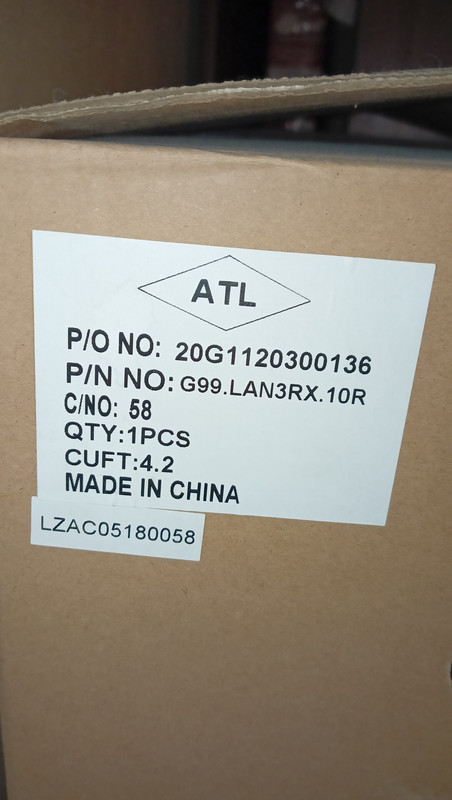 ATL
P/O NO: 20G1120300136
P/N NO: G99.LAN3RX.10R
C/NO: 58
QTY:1PCS
CUFT:4.2
MADE IN CHINA
LZAC05180058